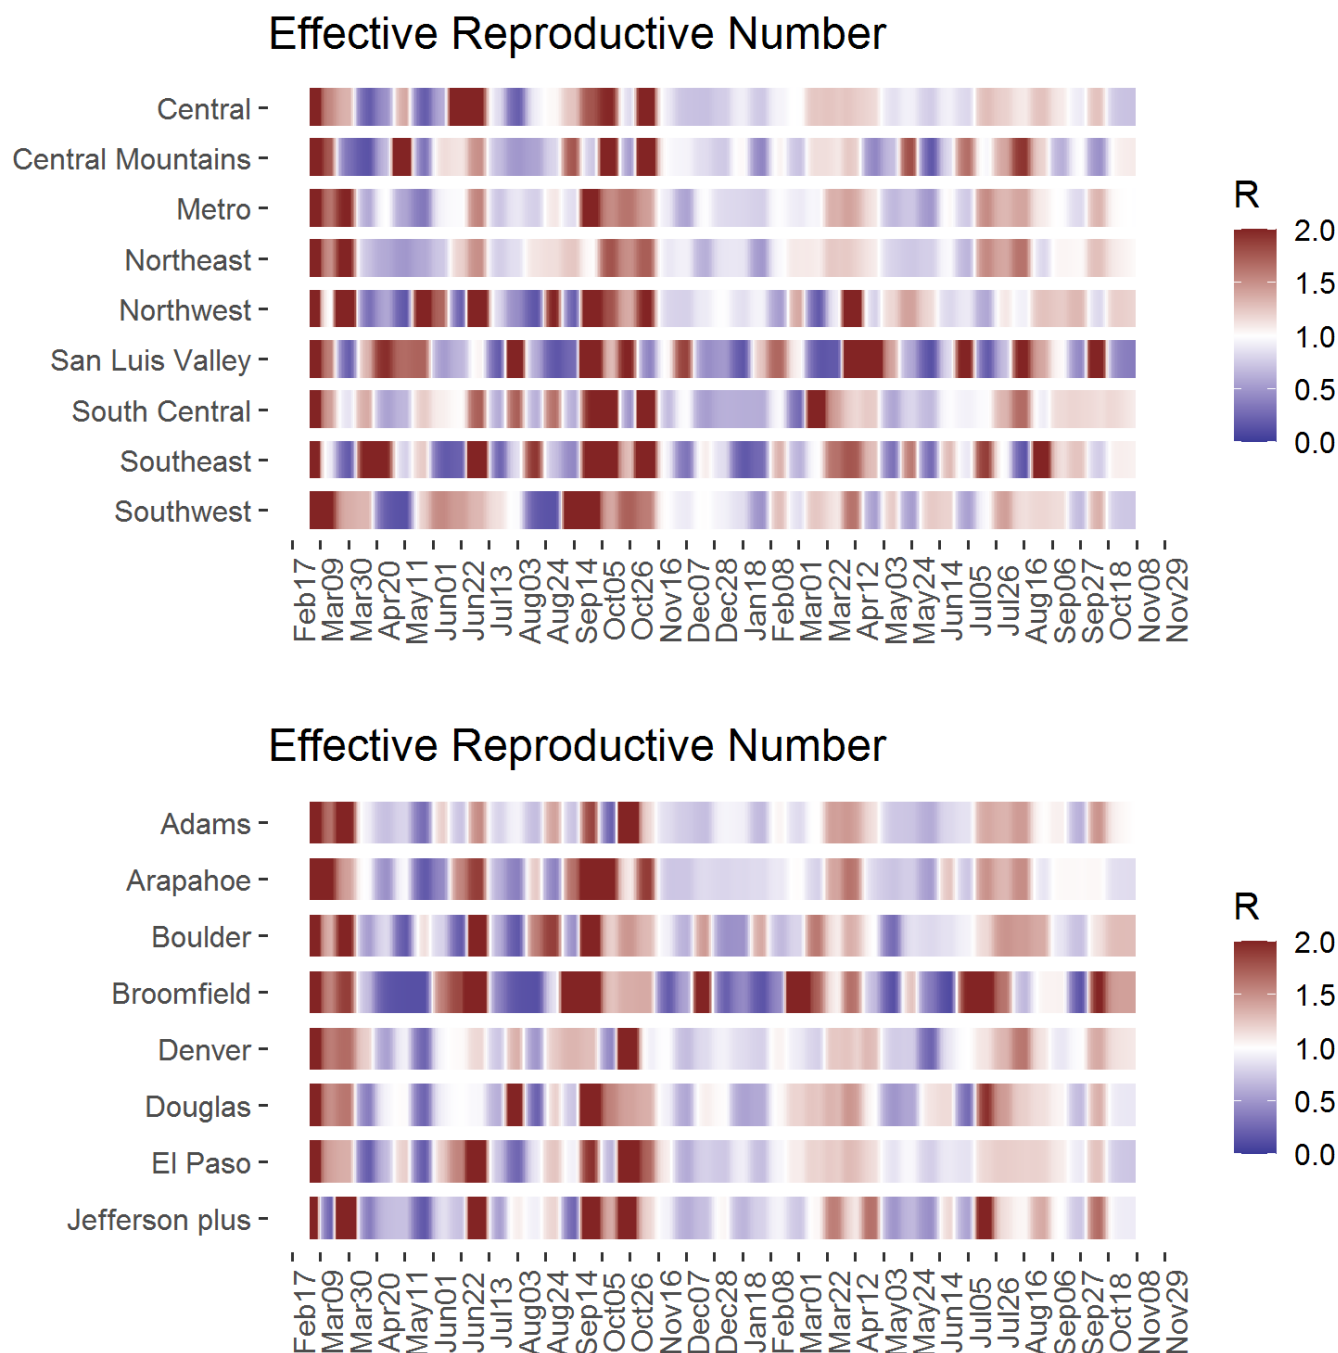 Effective Reproductive Number
Central
Central Mountains
Metro
Northeast
Northwest
San Luis Valley
South Central
Southeast
Southwest
Feb17
Mar09
Mar30
Apr20
May11
Jun01
Jun22
Jul13
Aug03
Aug24
Sep14
Oct05
Oct26
Nov16
Dec07
Dec28
Jan18
Feb08
Mar01
Mar22
Apr12
May03
May24
Jun14
Jul05
Jul26
Aug16
Sep06
Sep27
Oct18
Nov08
Nov29
R
2.0
1.5
1.0
0.5
0.0
Effective Reproductive Number
Adams
Arapahoe
Boulder
Broomfield
Denver
Douglas
El Paso
Jefferson plus
Feb17
Mar09
Mar30
Apr20
May11
Jun01
Jun22
Jul13
Aug03
Aug24
Sep14
Oct05
Oct26
Nov16
Dec07
Dec28
Jan18
Feb08
Mar01
Mar22
Apr12
May03
May24
Jun14
Jul05
Jul26
Aug16
Sep06
Sep27
Oct18
Nov08
Nov29
R
2.0
1.5
1.0
0.5
0.0